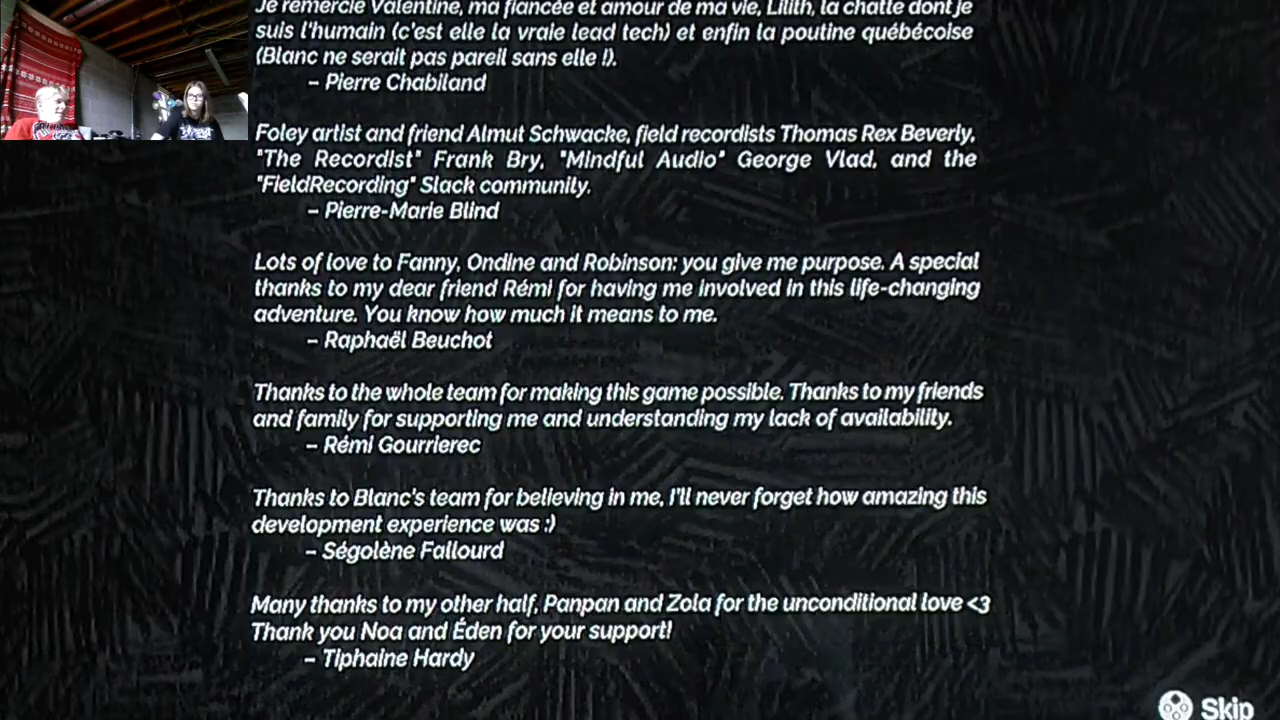 Je remercie Valentine, ma fiancée et amour de ma vie, Lilith, la chatte dont je
suis l'humain (c'est elle la vraie lead tech) et enfin la poutine québécoise
(Blanc ne serait pas pareil sans elle !).
– Pierre Chabiland
Foley artist and friend Almut Schwacke, field recordists Thomas Rex Beverly,
"The Recordist" Frank Bry, "Mindful Audio" George Vlad, and the
"FieldRecording" Slack community.
– Pierre-Marie Blind
Lots of love to Fanny, Ondine and Robinson: you give me purpose. A special
thanks to my dear friend Rémi for having me involved in this life-changing
adventure. You know how much it means to me.
– Raphaël Beuchot
Thanks to the whole team for making this game possible. Thanks to my friends
and family for supporting me and understanding my lack of availability.
– Rémi Gourrierec
Thanks to Blanc's team for believing in me, I'll never forget how amazing this
development experience was :)
– Ségolène Fallourd
Many thanks to my other half, Panpan and Zola for the unconditional love <3
Thank you Noa and Éden for your support!
– Tiphaine Hardy
Skip